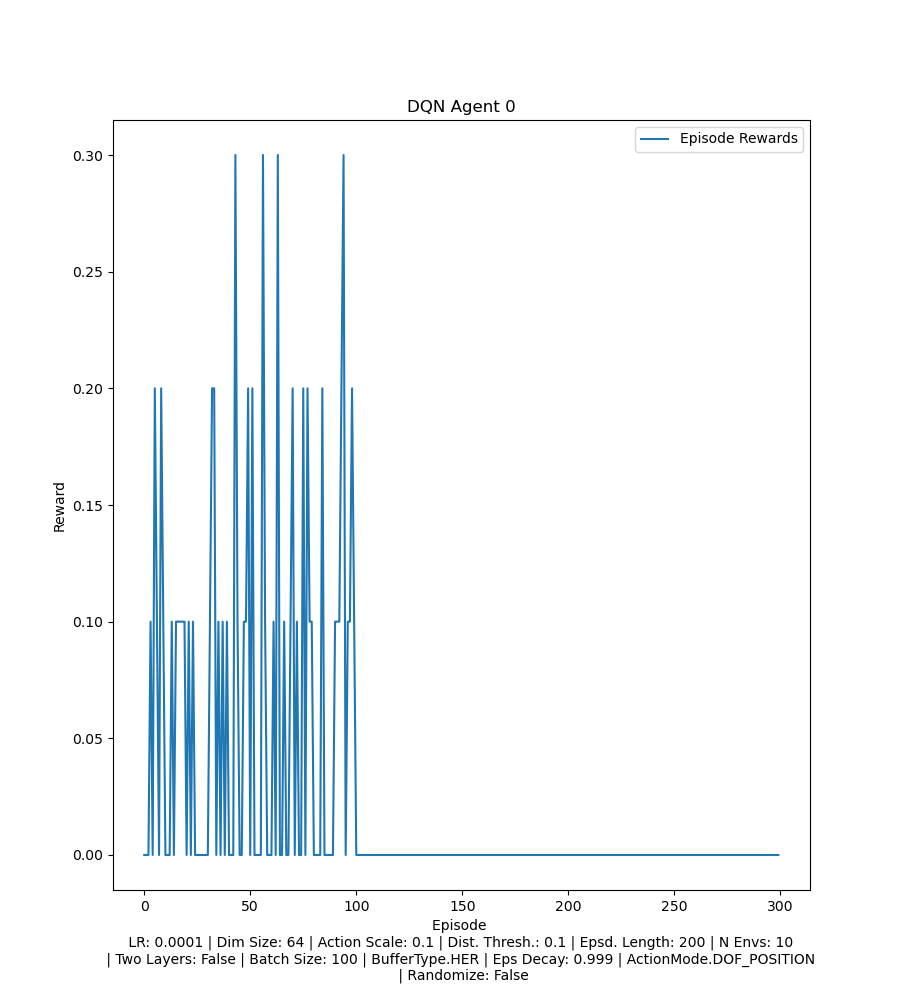 DQN Agent 0
Episode Rewards
0.30
0.25
0.20
0.15
0.10
0.05
0.00
Reward
0 50 100 150 200 250 300
Episode
LR: 0.0001 | Dim Size: 64 | Action Scale: 0.1 | Dist. Thresh.: 0.1 | Epsd. Length: 200 | N Envs: 10
| Two Layers: False | Batch Size: 100 | BufferType.HER | Eps Decay: 0.999 | ActionMode.DOF_POSITION
| Randomize: False